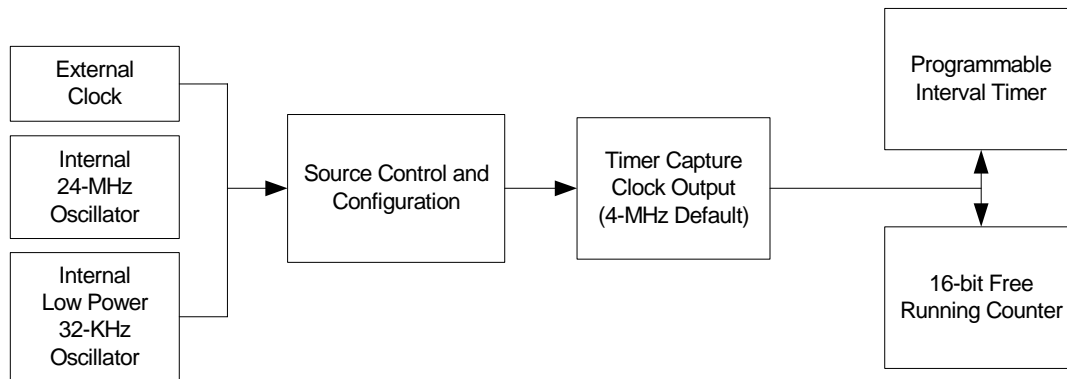 External
Clock
Internal
24-MHz
Oscillator
Internal
Low Power
32-KHz
Oscillator
Source Control and
Configuration
Timer Capture
Clock Output
(4-MHz Default)
Programmable
Interval Timer
16-bit Free
Running Counter